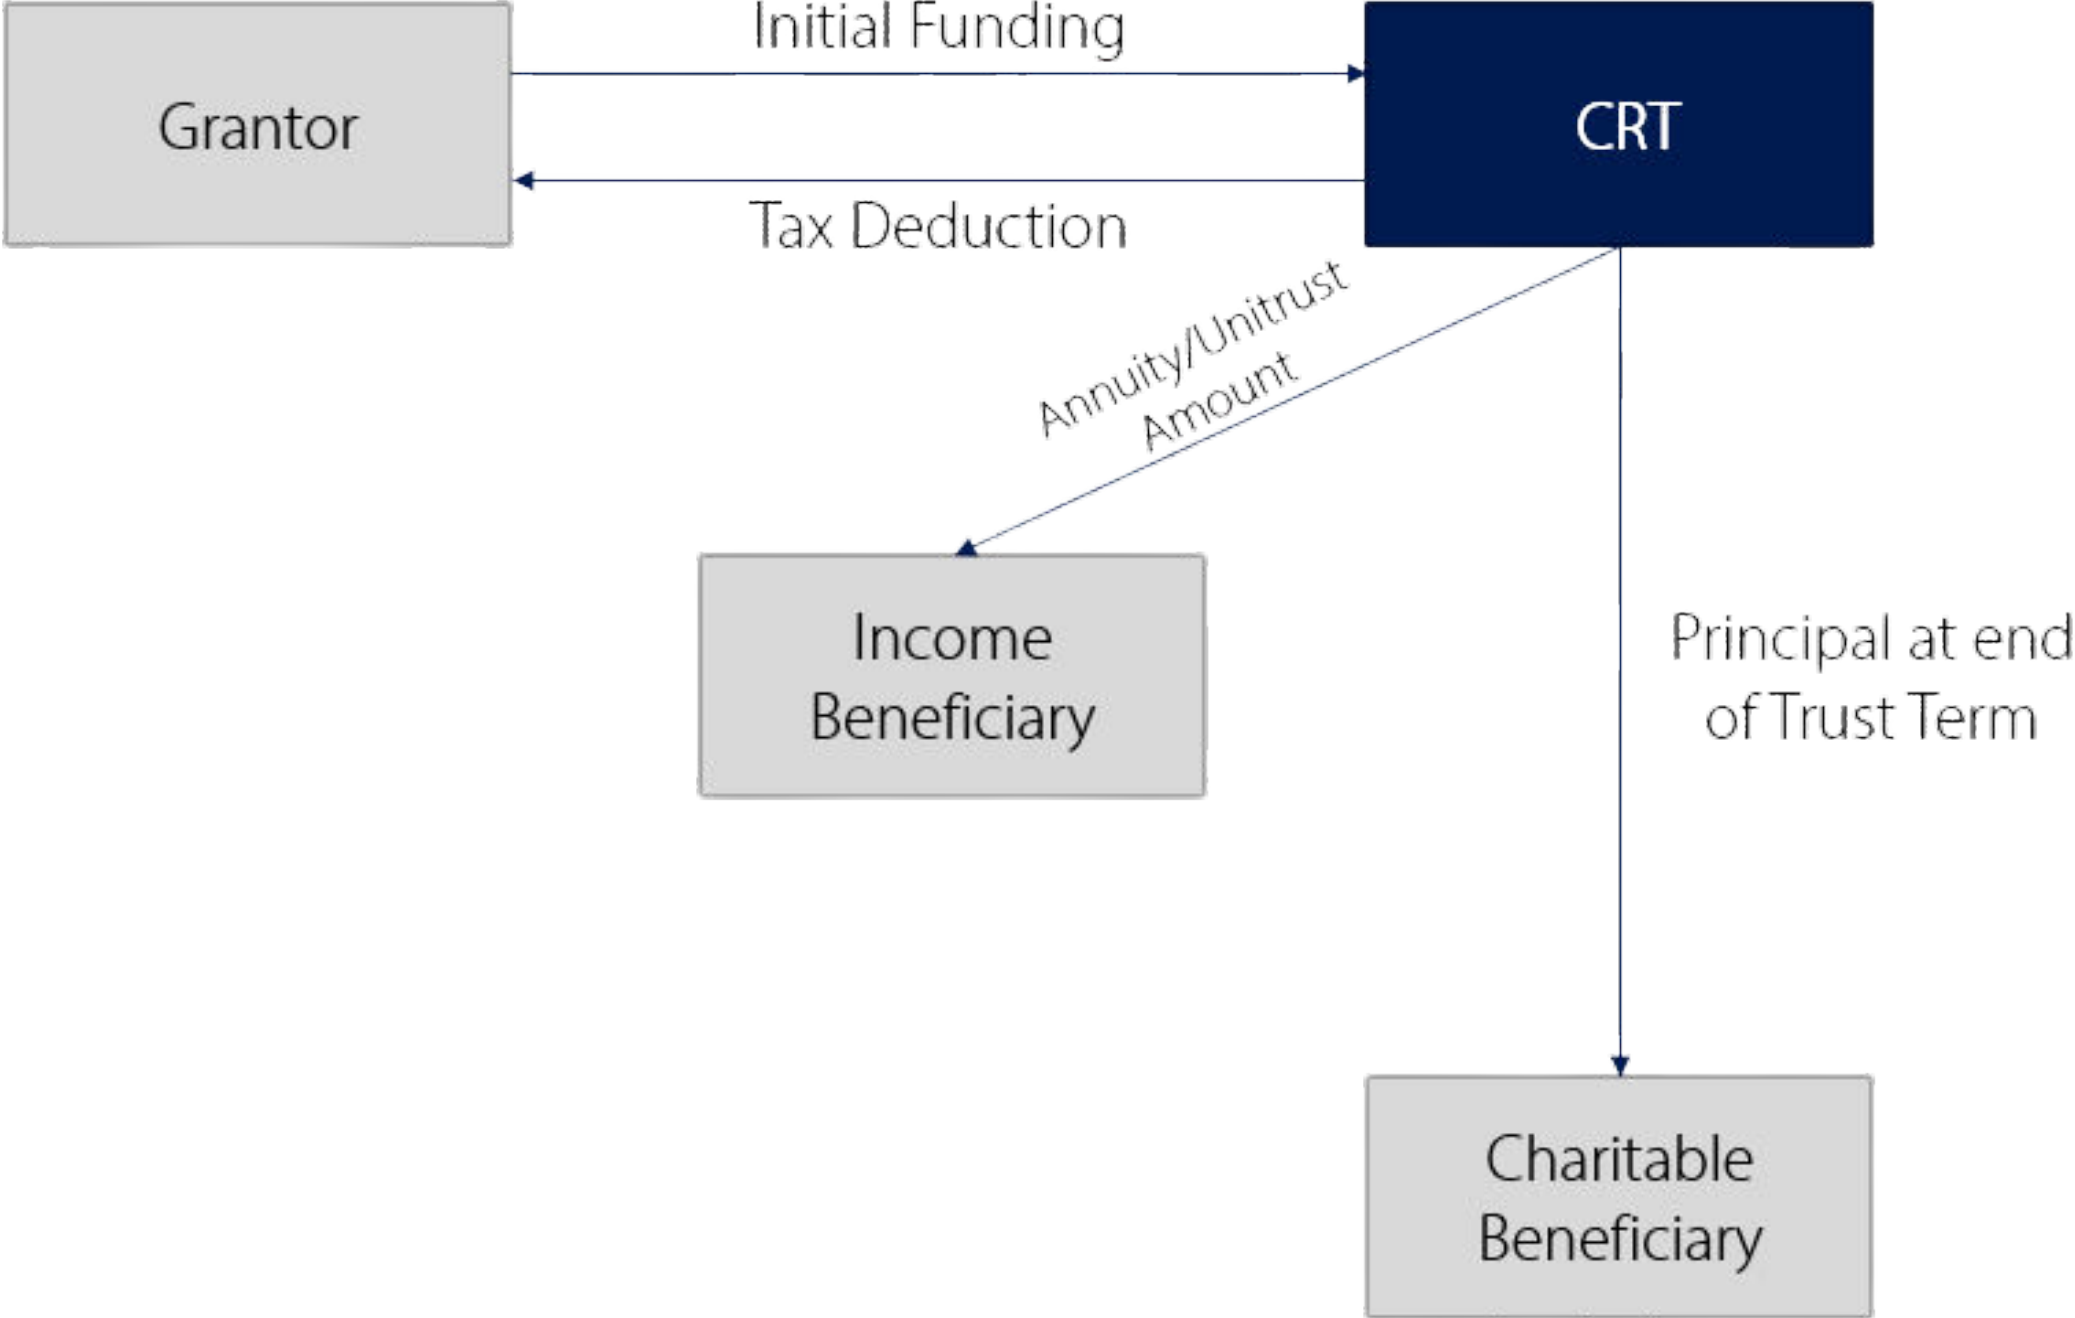 Initial Funding
Grantor
CRT
Tax Deduction
Annuity/Unitrust
Amount
Income
Beneficiary
Principal at end
of Trust Term
Charitable
Beneficiary